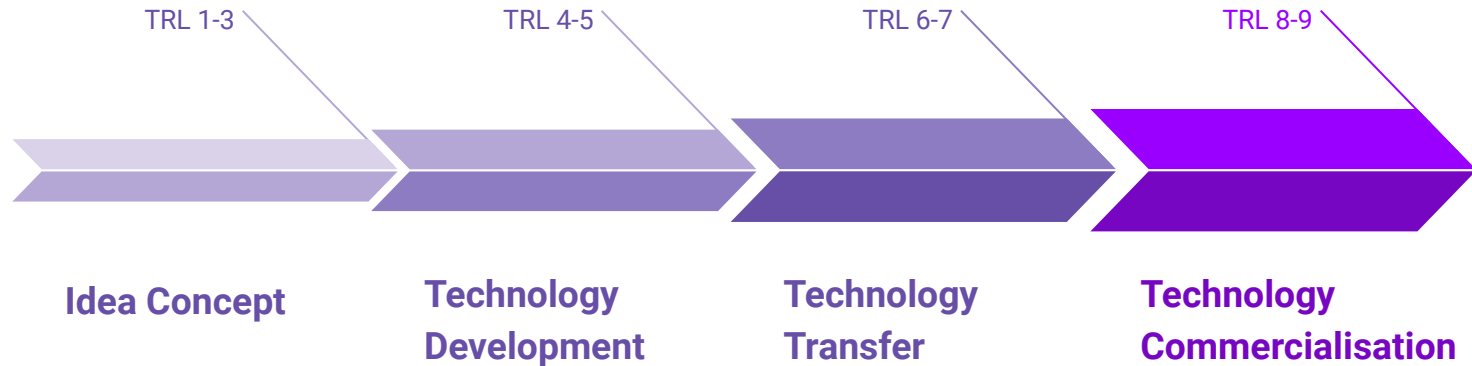 TRL 1-3
TRL 4-5
TRL 6-7
TRL 8-9
Idea Concept
Technology
Development
Technology
Transfer
Technology
Commercialisation